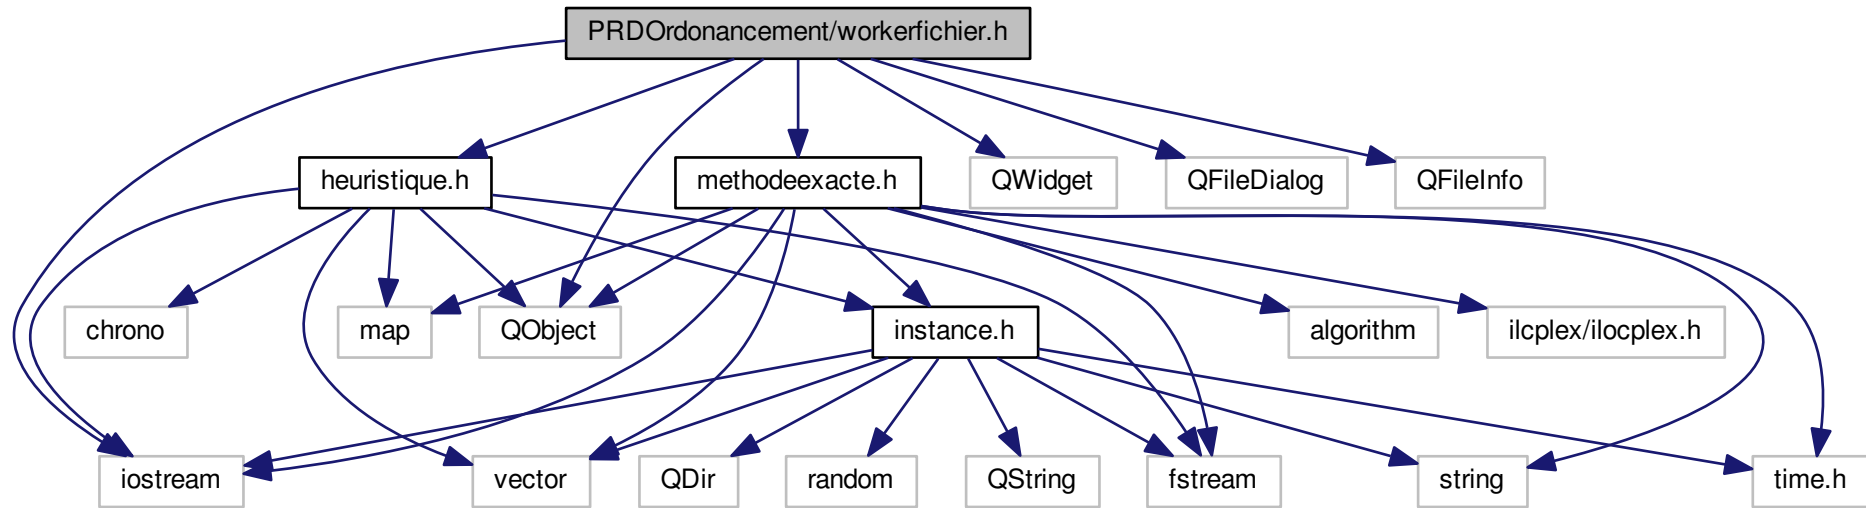 PRDOrdonancement/workerfichier.h
heuristique.h
methodeexacte.h
QWidget
QFileDialog
QFileInfo
chrono
map
QObject
instance.h
algorithm
ilcplex/ilocplex.h
iostream
vector
QDir
random
QString
fstream
string
time.h